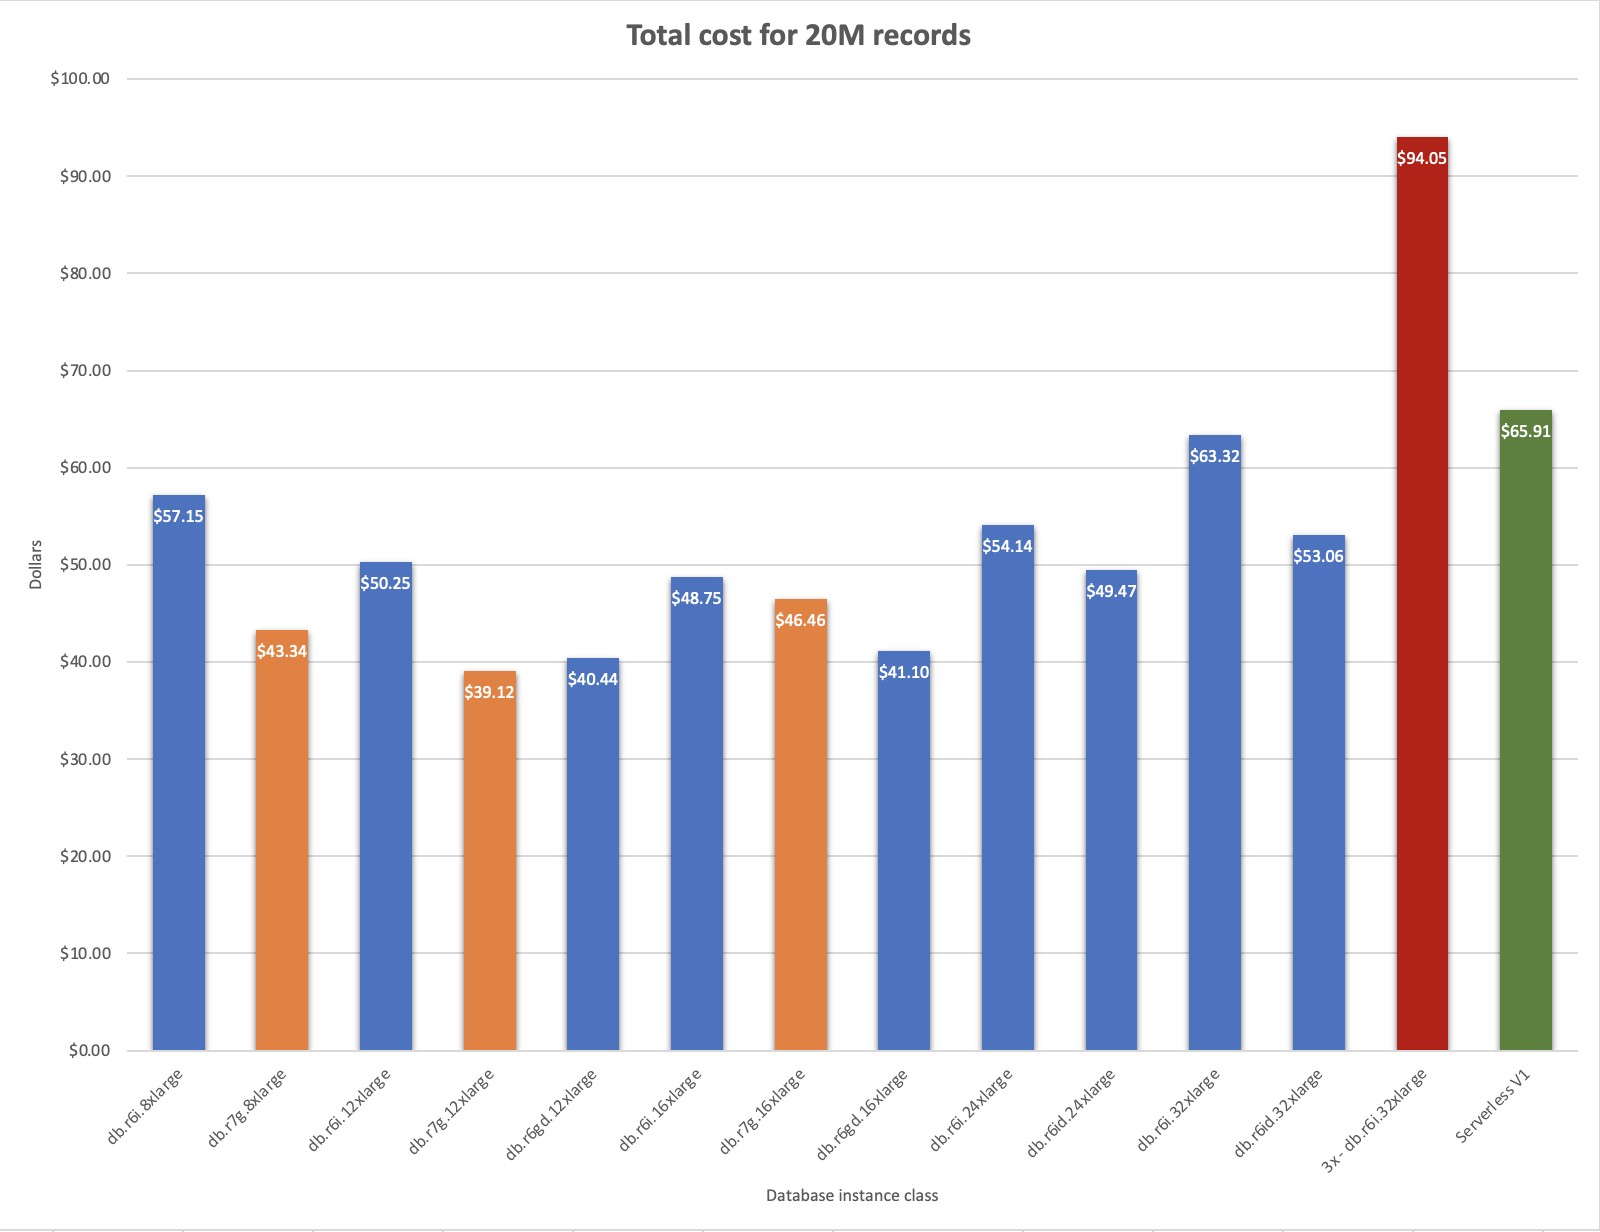 Total cost for 20M records
$100.00
$90.00
$80.00
$70.00
$60.00
$50.00
$40.00
$30.00
$20.00
$10.00
$0.00
Dollars
$57.15
$43.34
$50.25
$39.12
$40.44
$48.75
$46.46
$41.10
$54.14
$49.47
$63.32
$53.06
$94.05
$65.91
db.r6i.8xlarge
db.r7g.8xlarge
db.r6i.12xlarge
db.r7g.12xlarge
db.r6gd.12xlarge
db.r6i.16xlarge
db.r7g.16xlarge
db.r6gd.16xlarge
db.r6i.24xlarge
db.r6id.24xlarge
db.r6i.32xlarge
db.r6id.32xlarge
3x - db.r6i.32xlarge
Serverless V1
Database instance class